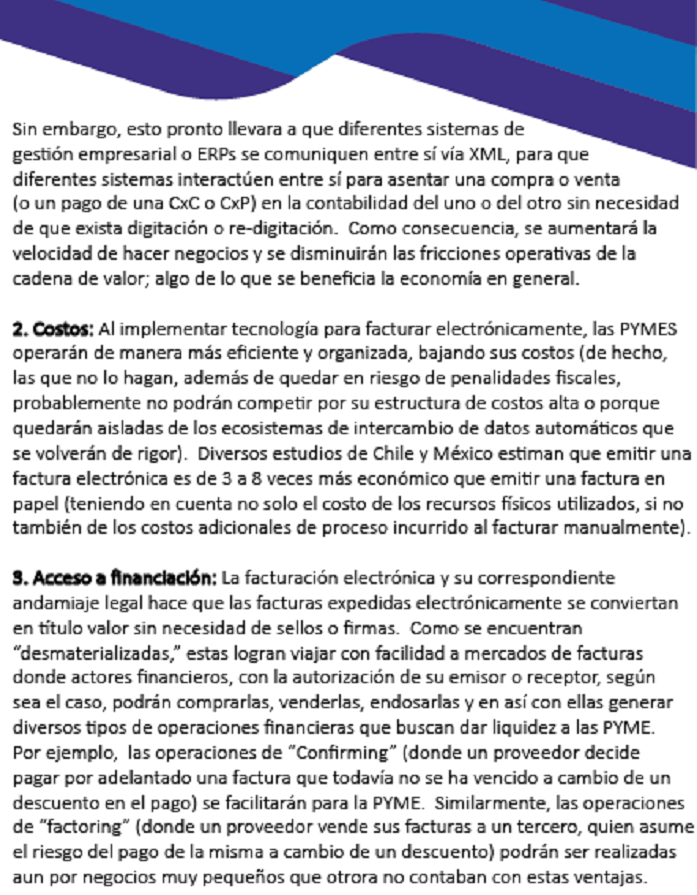 Sin embargo, esto pronto llevara a que diferentes sistemas de
gestión empresarial o ERPs se comuniquen entre sí vía XML, para que
diferentes sistemas interactúen entre sí para asentar una compra o venta
(o un pago de una CxC o CxP) en la contabilidad del uno o del otro sin necesidad
de que exista digitación o re-digitación.  Como consecuencia, se aumentará la
velocidad de hacer negocios y se disminuirán las fricciones operativas de la
cadena de valor; algo de lo que se beneficia la economía en general.

2. Costos: Al implementar tecnología para facturar electrónicamente, las PYMES
operarán de manera más eficiente y organizada, bajando sus costos (de hecho,
las que no lo hagan, además de quedar en riesgo de penalidades fiscales,
probablemente no podrán competir por su estructura de costos alta o porque
quedarán aisladas de los ecosistemas de intercambio de datos automáticos que
se volverán de rigor).  Diversos estudios de Chile y México estiman que emitir una
factura electrónica es de 3 a 8 veces más económico que emitir una factura en
papel (teniendo en cuenta no solo el costo de los recursos físicos utilizados, si no
también de los costos adicionales de proceso incurrido al facturar manualmente).

3. Acceso a financiación: La facturación electrónica y su correspondiente
andamiaje legal hace que las facturas expedidas electrónicamente se conviertan
en título valor sin necesidad de sellos o firmas.  Como se encuentran
“desmaterializadas,” estas logran viajar con facilidad a mercados de facturas
donde actores financieros, con la autorización de su emisor o receptor, según
sea el caso, podrán comprarlas, venderlas, endosarlas y en así con ellas generar
diversos tipos de operaciones financieras que buscan dar liquidez a las PYME.
Por ejemplo,  las operaciones de “Confirming” (donde un proveedor decide
pagar por adelantado una factura que todavía no se ha vencido a cambio de un
descuento en el pago) se facilitarán para la PYME.  Similarmente, las operaciones
de “factoring” (donde un proveedor vende sus facturas a un tercero, quien asume
el riesgo del pago de la misma a cambio de un descuento) podrán ser realizadas
aun por negocios muy pequeños que otrora no contaban con estas ventajas.